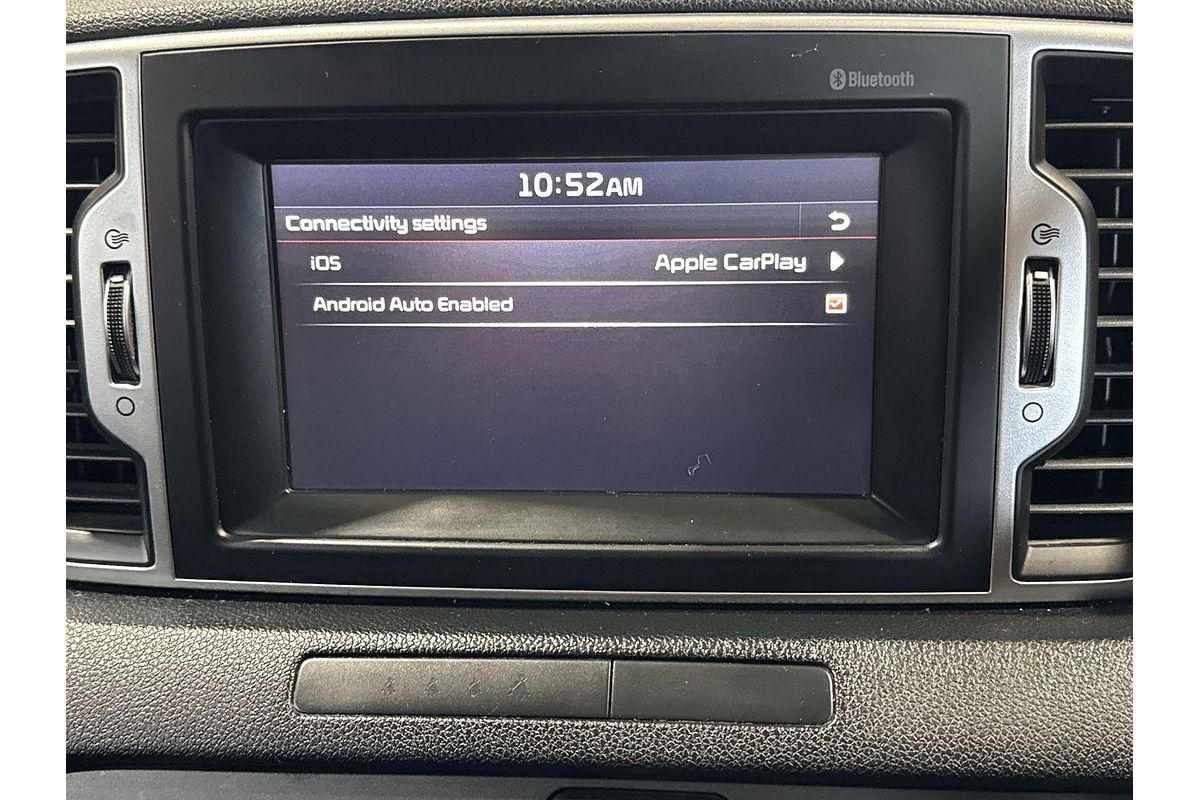 Bluetooth
10:52AM
Connectivity settings
iOS Apple CarPlay
Android Auto Enabled